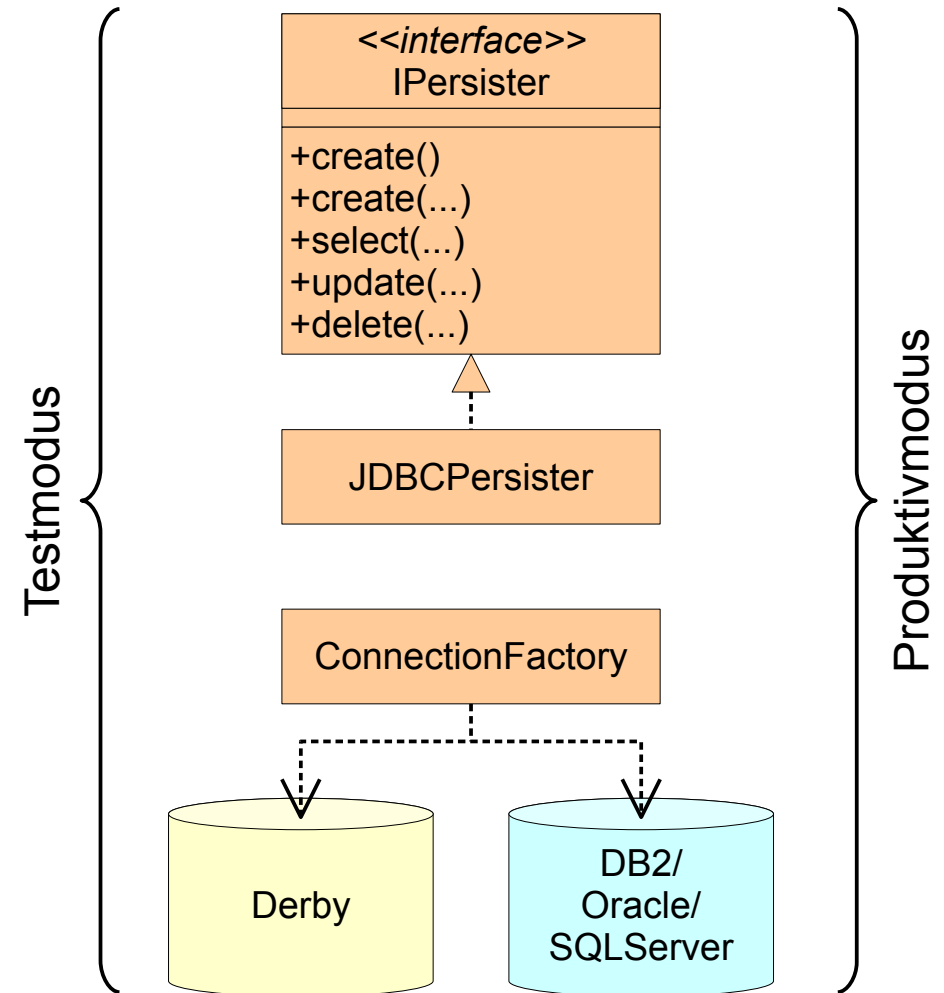 <<interface>>
IPersister
+create()
+create(...)
+select(...)
+update(...)
+delete(...)
Testmodus
Produktivmodus
JDBCPersister
ConnectionFactory
Derby
DB2/
Oracle/
SQLServer